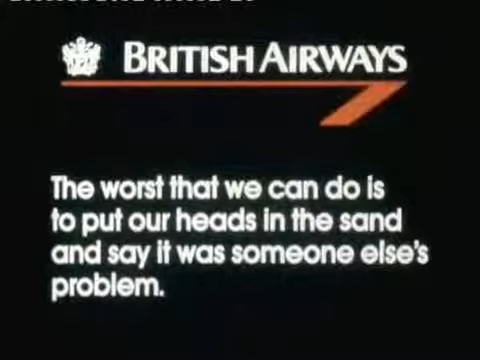 BRITISH AIRWAYS
The worst that we can do is
to put our heads in the sand
and say it was someone else's
problem.